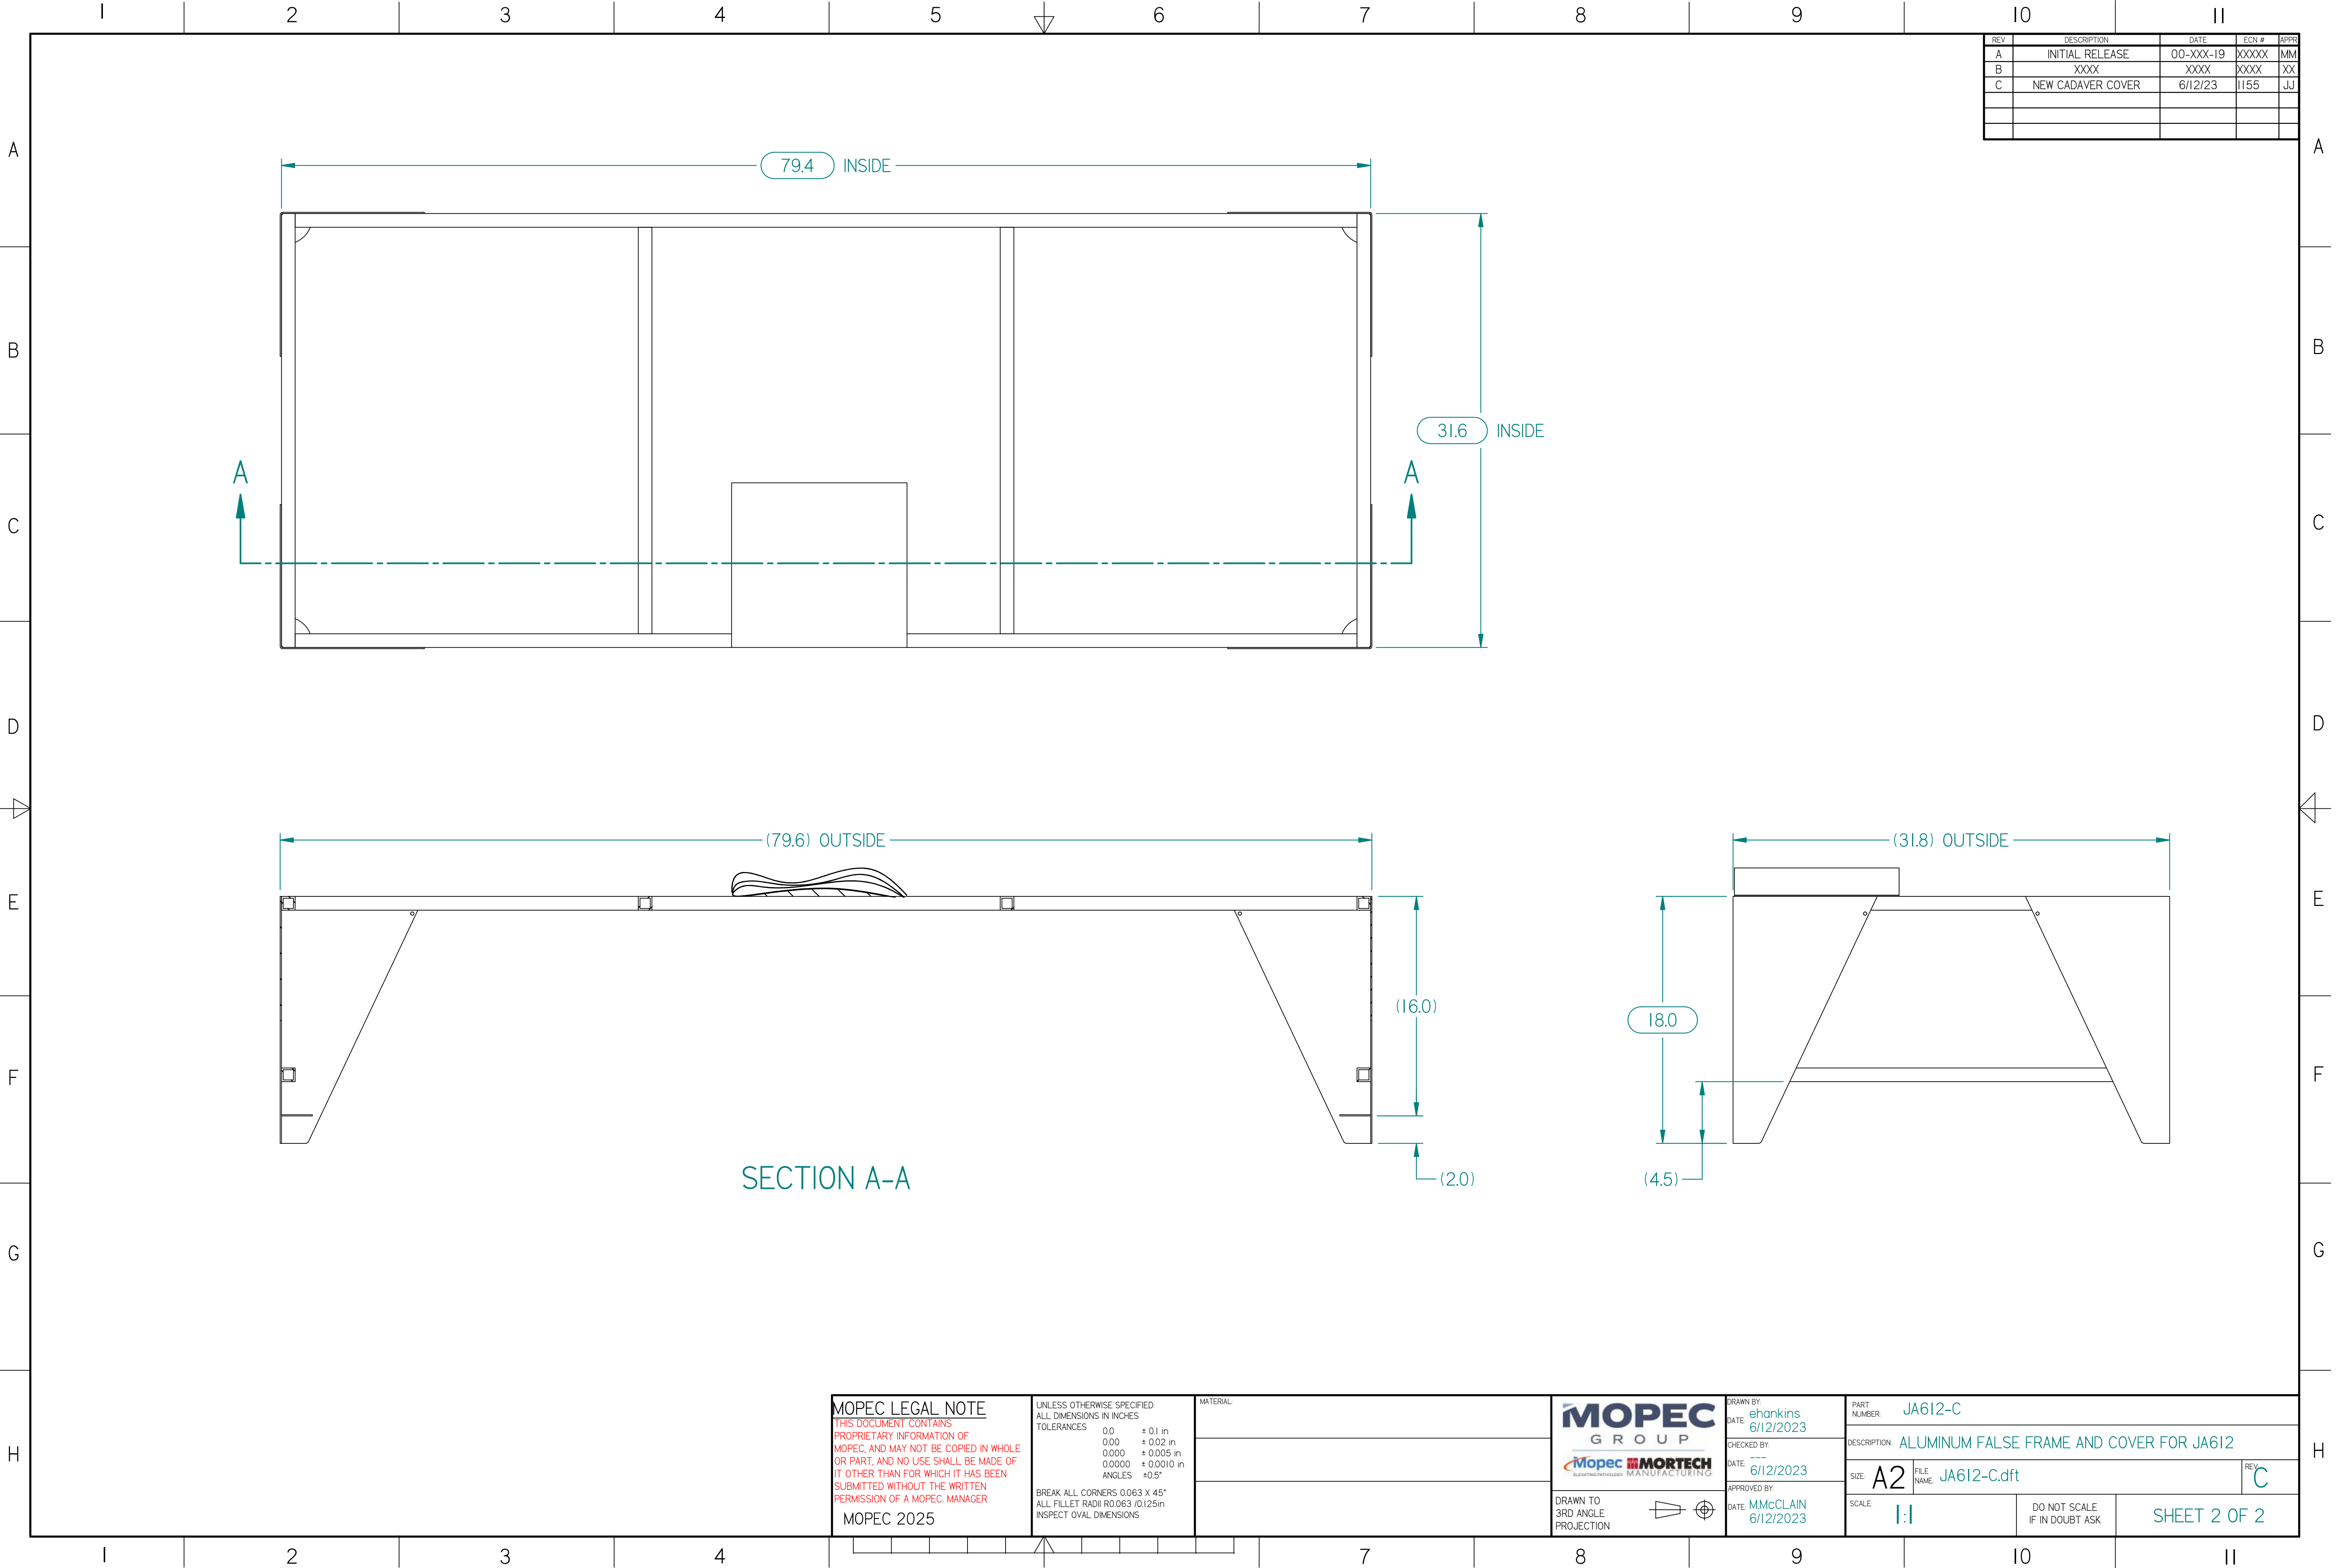 1 2 3 4 5 6 7 8 9 10 11
REV DESCRIPTION DATE ECN # APPR
A INITIAL RELEASE 00-XXX-19 XXXXX MM
B XXXX XXXX XXXX XX
C NEW CADAVER COVER 6/12/23 1155 JJ
A A
79.4 INSIDE
B B
31.6 INSIDE
A A
C C
D D
(79.6) OUTSIDE
(31.8) OUTSIDE
E E
(16.0)
18.0
F F
SECTION A-A
(2.0)
(4.5)
G G
H H
MOPEC LEGAL NOTE
THIS DOCUMENT CONTAINS
PROPRIETARY INFORMATION OF
MOPEC, AND MAY NOT BE COPIED IN WHOLE
OR PART, AND NO USE SHALL BE MADE OF
IT OTHER THAN FOR WHICH IT HAS BEEN
SUBMITTED WITHOUT THE WRITTEN
PERMISSION OF A MOPEC. MANAGER
MOPEC 2025
UNLESS OTHERWISE SPECIFIED:
ALL DIMENSIONS IN INCHES
TOLERANCES
0.0 ± 0.1 in
0.00 ± 0.02 in
0.000 ± 0.005 in
0.0000 ± 0.0010 in
ANGLES ±0.5°
BREAK ALL CORNERS 0.063 X 45°
ALL FILLET RADII R0.063 /0.125in
INSPECT OVAL DIMENSIONS
MATERIAL:
MOPEC
GROUP
Mopec MORTECH
ELEVATING PATHOLOGY MANUFACTURING
DRAWN TO
3RD ANGLE
PROJECTION
DRAWN BY:
ehankins
DATE: 6/12/2023
CHECKED BY:
---
DATE: 6/12/2023
APPROVED BY:
M.McCLAIN
DATE: 6/12/2023
PART NUMBER: JA612-C
DESCRIPTION: ALUMINUM FALSE FRAME AND COVER FOR JA612
SIZE: A2
FILE NAME: JA612-C.dft
REV: C
SCALE: 1:1
DO NOT SCALE
IF IN DOUBT ASK
SHEET 2 OF 2
1 2 3 4 7 8 9 10 11